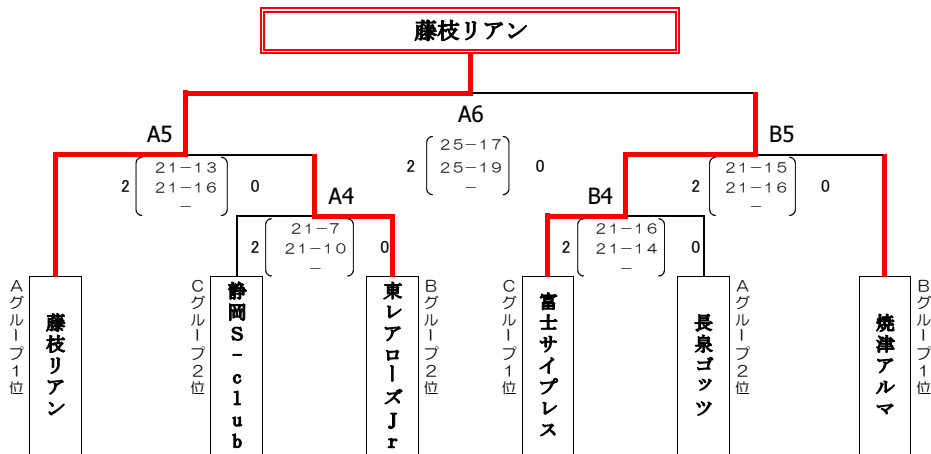 藤枝リアン
A6
25-17
2 25-19 0
-
A5
21-13
2 21-16 0
-
B5
21-15
2 21-16 0
-
A4
21-7
2 21-10 0
-
B4
21-16
2 21-14 0
-
Aグループ1位
藤枝リアン
Cグループ2位
静岡S-club
東レアローズJr
Bグループ2位
Cグループ1位
富士サイプレス
長泉ゴッツ
Aグループ2位
焼津アルマ
Bグループ1位